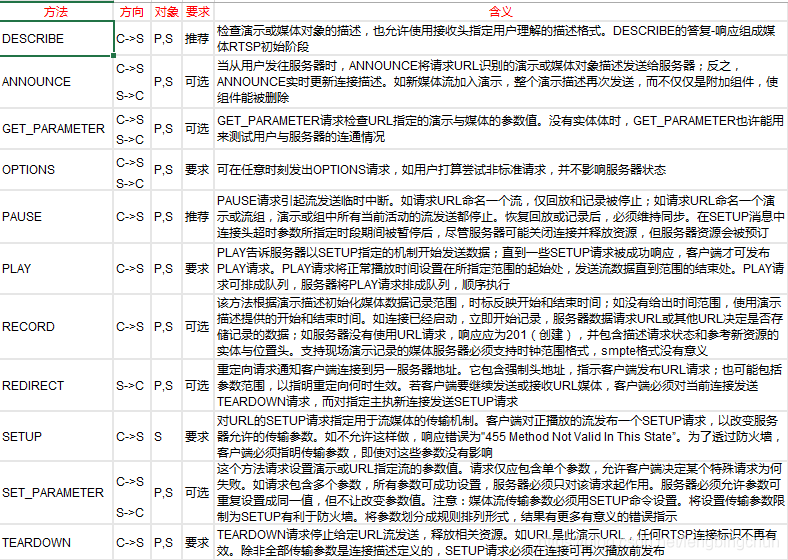 方法 方向 对象 要求 含义
DESCRIBE C->S P,S 推荐 检查演示或媒体对象的描述，也允许使用接收头指定用户理解的描述格式。DESCRIBE的答复-响应组成媒
体RTSP初始阶段
ANNOUNCE C->S S->C P,S 可选 当从用户发往服务器时，ANNOUNCE将请求URL识别的演示或媒体对象描述发送给服务器；反之，
ANNOUNCE实时更新连接描述。如新媒体流加入演示，整个演示描述再次发送，而不仅仅是附加组件，使
组件能被删除
GET_PARAMETER C->S S->C P,S 可选 GET_PARAMETER请求检查URL指定的演示与媒体的参数值。没有实体体时，GET_PARAMETER也许能用
来测试用户与服务器的连通情况
OPTIONS C->S S->C P,S 要求 可在任意时刻发出OPTIONS请求，如用户打算尝试非标准请求，并不影响服务器状态
PAUSE C->S P,S 推荐 PAUSE请求引起流发送临时中断。如请求URL命名一个流，仅回放和记录被停止；如请求URL命名一个演
示或流组，演示或组中所有当前活动的流发送都停止。恢复回放或记录后，必须维持同步。在SETUP消息中
连接头超时参数所指定时段期间被暂停后，尽管服务器可能关闭连接并释放资源，但服务器资源会被预订
PLAY C->S P,S 要求 PLAY告诉服务器以SETUP指定的机制开始发送数据；直到一些SETUP请求被成功响应，客户端才可发布
PLAY请求。PLAY请求将正常播放时间设置在所指定范围的起始处，发送流数据直到范围的结束处。PLAY请
求可排成队列，服务器将PLAY请求排成队列，顺序执行
RECORD C->S P,S 可选 该方法根据演示描述初始化媒体数据记录范围，时标反映开始和结束时间；如没有给出时间范围，使用演示
描述提供的开始和结束时间。如连接已经启动，立即开始记录，服务器数据请求URL或其他URL决定是否存
储记录的数据；如服务器没有使用URL请求，响应应为201（创建），并包含描述请求状态和参考新资源的
实体与位置头。支持现场演示记录的媒体服务器必须支持时钟范围格式，smpte格式没有意义
REDIRECT S->C P,S 可选 重定向请求通知客户端连接到另一服务器地址。它包含强制头地址，指示客户端发布URL请求；也可能包括
参数范围，以指明重定向何时生效。若客户端要继续发送或接收URL媒体，客户端必须对当前连接发送
TEARDOWN请求，而对指定主执新连接发送SETUP请求
SETUP C->S S 要求 对URL的SETUP请求指定用于流媒体的传输机制。客户端对正播放的流发布一个SETUP请求，以改变服务
器允许的传输参数。如不允许这样做，响应错误为"455 Method Not Valid In This State”。为了透过防火墙，
客户端必须指明传输参数，即使对这些参数没有影响
SET_PARAMETER C->S S->C P,S 可选 这个方法请求设置演示或URL指定流的参数值。请求仅应包含单个参数，允许客户端决定某个特殊请求为何
失败。如请求包含多个参数，所有参数可成功设置，服务器必须只对该请求起作用。服务器必须允许参数可
重复设置成同一值，但不让改变参数值。注意：媒体流传输参数必须用SETUP命令设置。将设置传输参数限
制为SETUP有利于防火墙。将参数划分成规则排列形式，结果有更多有意义的错误指示
TEARDOWN C->S P,S 要求 TEARDOWN请求停止给定URL流发送，释放相关资源。如URL是此演示URL，任何RTSP连接标识不再有
效。除非全部传输参数是连接描述定义的，SETUP请求必须在连接可再次播放前发布